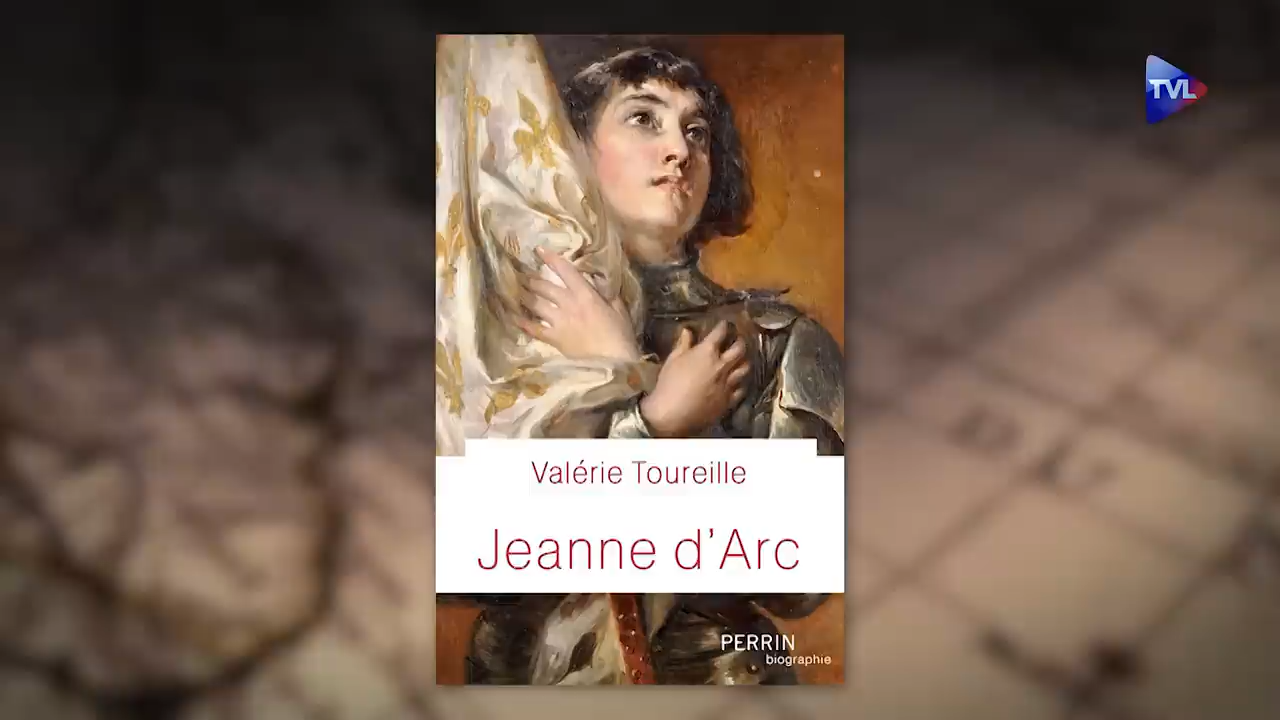 TVL
Valérie Toureille
Jeanne d'Arc
PERRIN
biographie